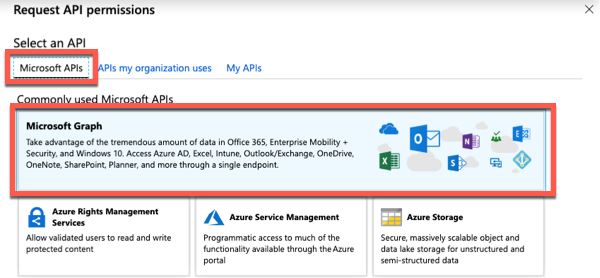 Request API permissions
Select an API
Microsoft APIs
APIs my organization uses
My APIs
Commonly used Microsoft APIs
Microsoft Graph
Take advantage of the tremendous amount of data in Office 365, Enterprise Mobility +
Security, and Windows 10. Access Azure AD, Excel, Intune, Outlook/Exchange, OneDrive,
OneNote, SharePoint, Planner, and more through a single endpoint.
Azure Rights Management
Services
Allow validated users to read and write
protected content
Azure Service Management
Programmatic access to much of the
functionality available through the Azure
portal
Azure Storage
Secure, massively scalable object and
data lake storage for unstructured and
semi-structured data